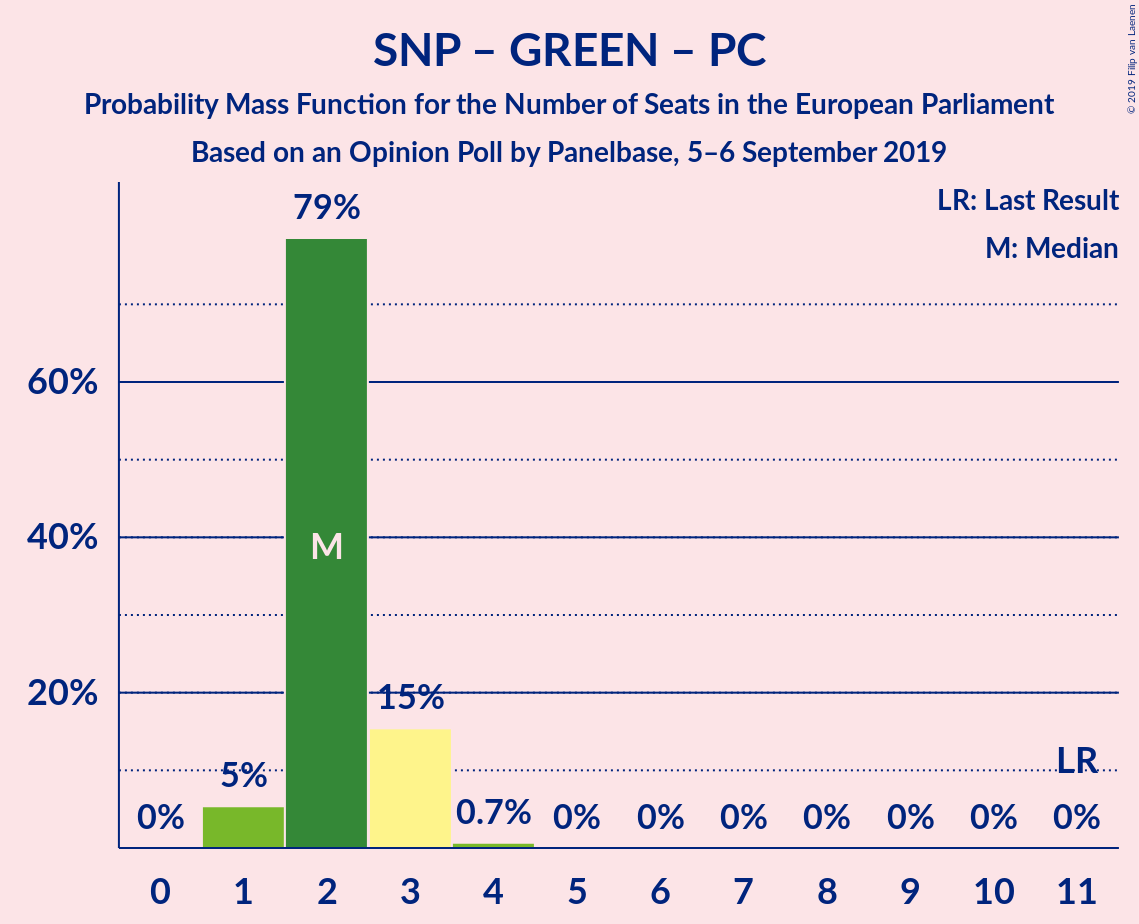 SNP – GREEN – PC
Probability Mass Function for the Number of Seats in the European Parliament
Based on an Opinion Poll by Panelbase, 5–6 September 2019
© 2019 Filip van Laenen
LR: Last Result
M: Median
79%
60%
40%
M
20%
15%
5%
LR
0%
0.7%
0%
0%
0%
0%
0%
0%
0%
0 1 2 3 4 5 6 7 8 9 10 11